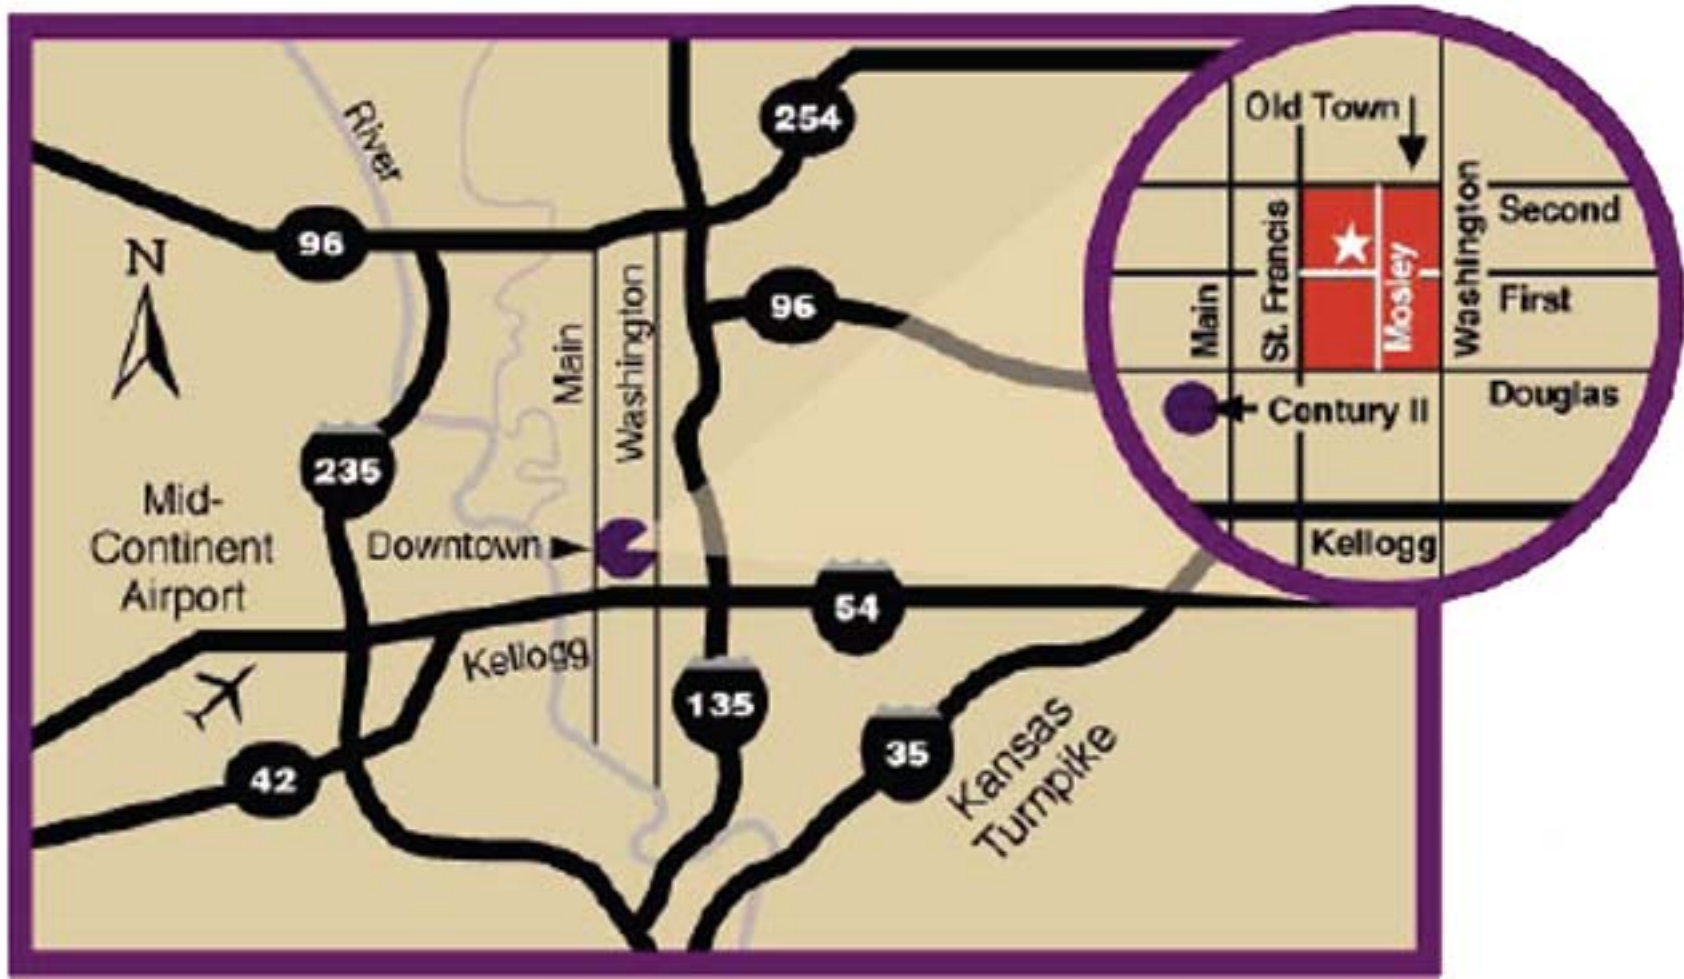 River
254
96
N
96
Main
Washington
235
Mid-
Continent
Airport
Downtown
54
Kellogg
135
42
35
Kansas
Turnpike
Old Town
Second
First
Douglas
Main
St. Francis
Mosley
Washington
Century II
Kellogg